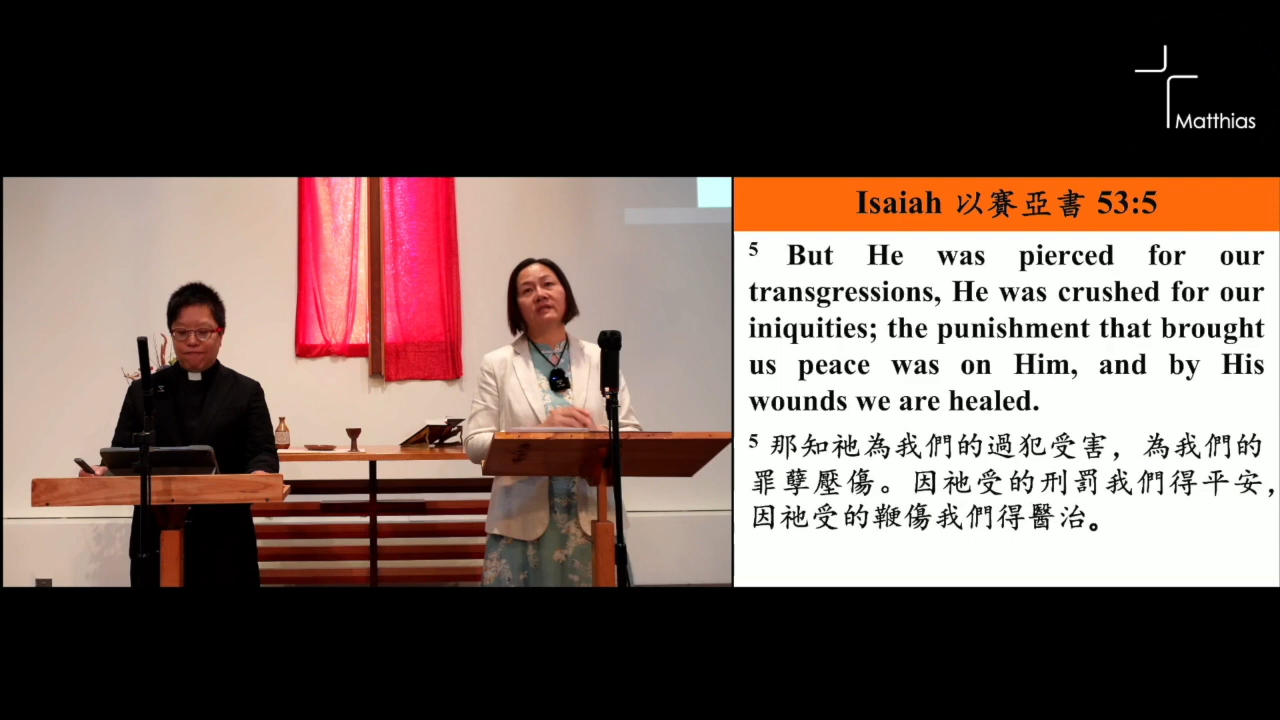 Matthias
Isaiah 以賽亞書 53:5
5 But He was pierced for our
transgressions, He was crushed for our
iniquities; the punishment that brought
us peace was on Him, and by His
wounds we are healed.
5 那知祂為我們的過犯受害，為我們的
罪孽壓傷。因祂受的刑罰我們得平安，
因祂受的鞭傷我們得醫治。